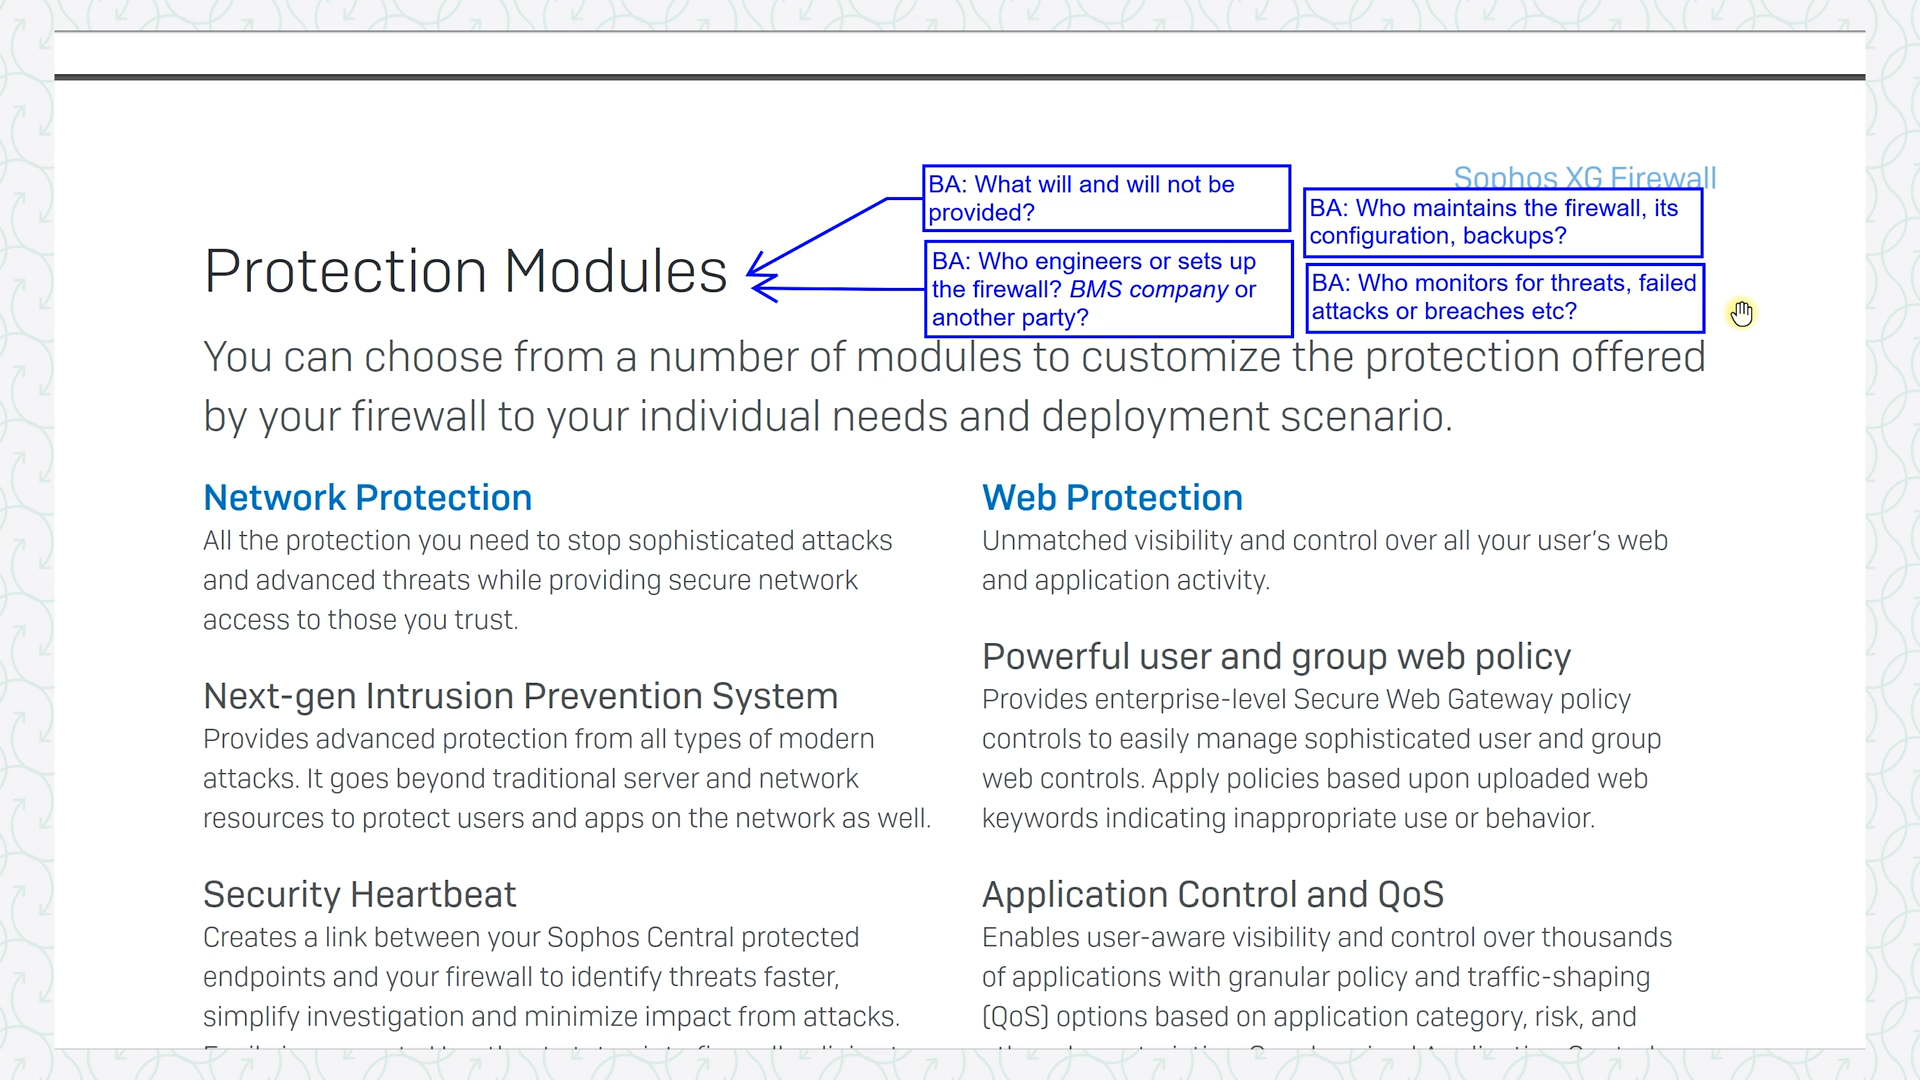 Sophos XG Firewall
BA: What will and will not be
provided?
BA: Who maintains the firewall, its
configuration, backups?
BA: Who engineers or sets up
the firewall? BMS company or
another party?
BA: Who monitors for threats, failed
attacks or breaches etc?
Protection Modules
You can choose from a number of modules to customize the protection offered
by your firewall to your individual needs and deployment scenario.
Network Protection
All the protection you need to stop sophisticated attacks
and advanced threats while providing secure network
access to those you trust.
Next-gen Intrusion Prevention System
Provides advanced protection from all types of modern
attacks. It goes beyond traditional server and network
resources to protect users and apps on the network as well.
Security Heartbeat
Creates a link between your Sophos Central protected
endpoints and your firewall to identify threats faster,
simplify investigation and minimize impact from attacks.
Web Protection
Unmatched visibility and control over all your user's web
and application activity.
Powerful user and group web policy
Provides enterprise-level Secure Web Gateway policy
controls to easily manage sophisticated user and group
web controls. Apply policies based upon uploaded web
keywords indicating inappropriate use or behavior.
Application Control and QoS
Enables user-aware visibility and control over thousands
of applications with granular policy and traffic-shaping
(QoS) options based on application category, risk, and